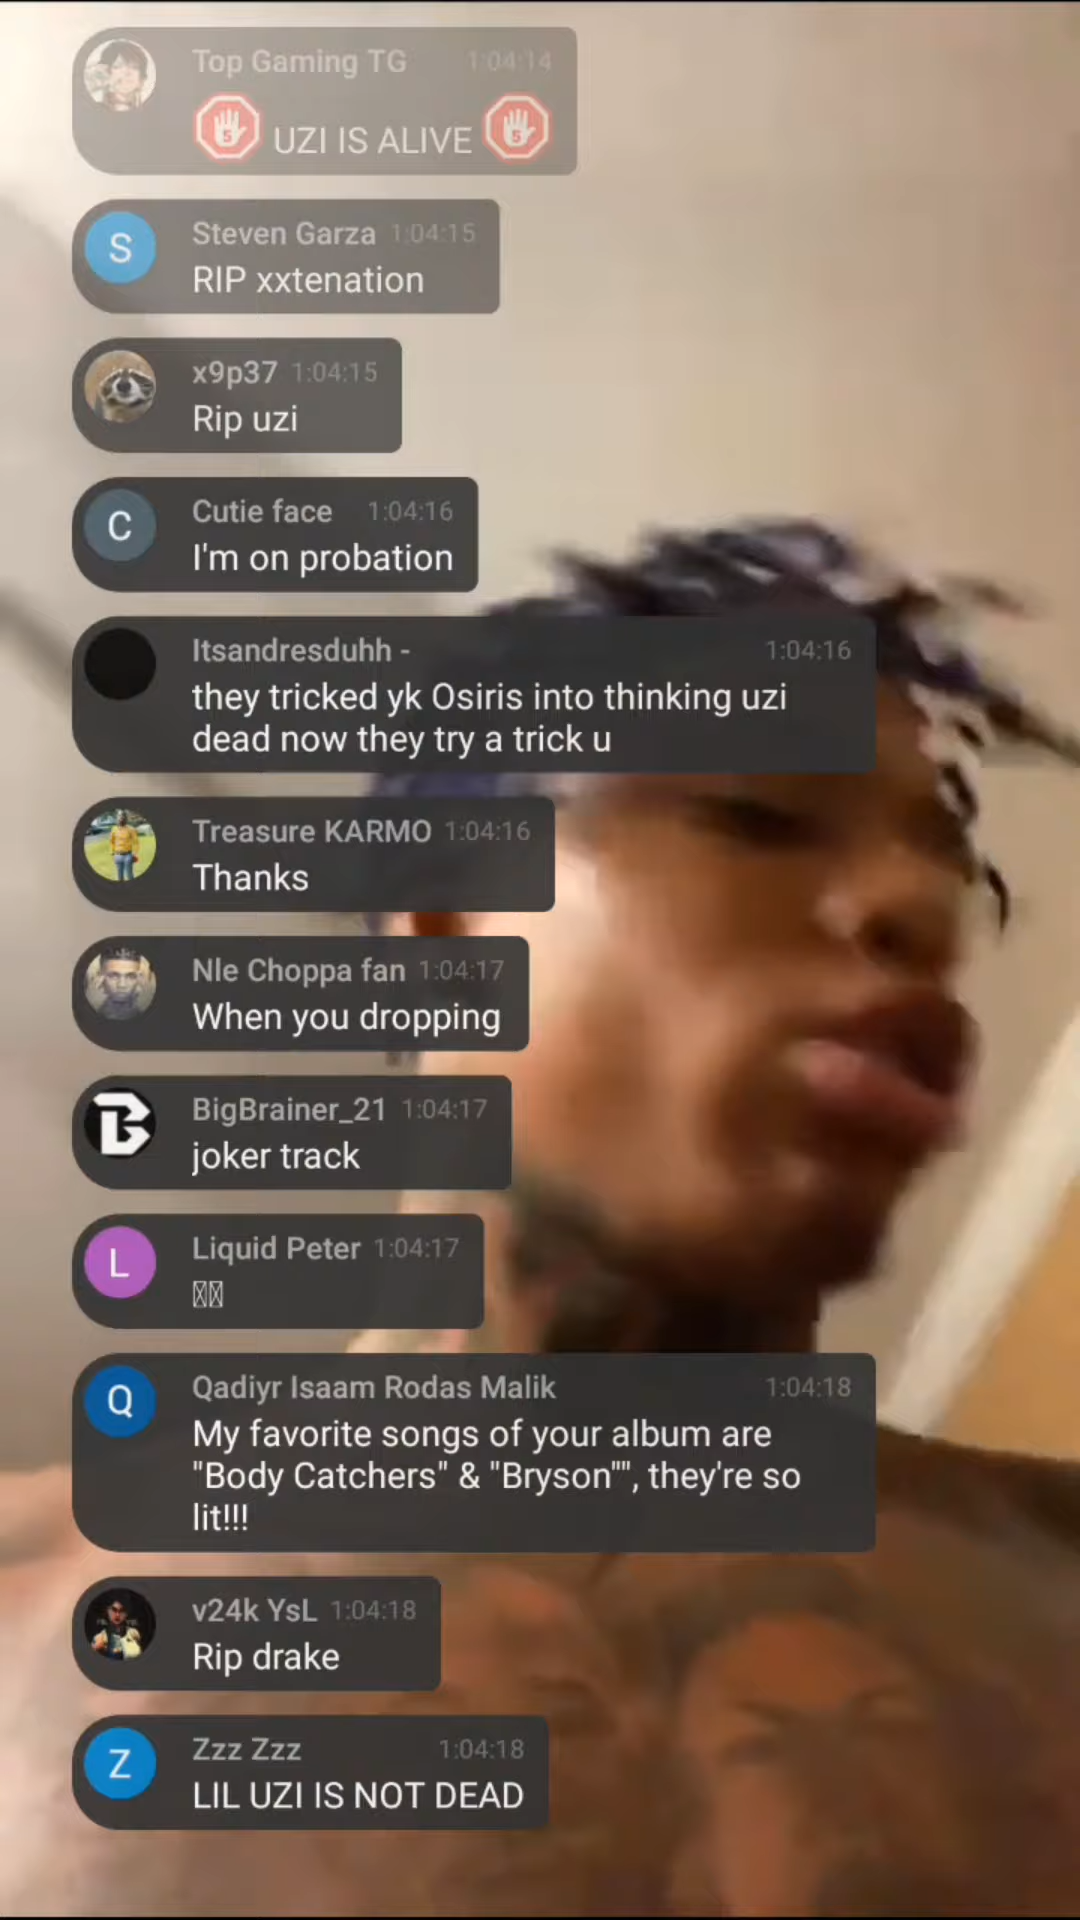 Top Gaming TG 1:04:14
5 UZI IS ALIVE 5
S
Steven Garza 1:04:15
RIP xxtenation
x9p37 1:04:15
Rip uzi
C
Cutie face 1:04:16
I'm on probation
Itsandresduhh - 1:04:16
they tricked yk Osiris into thinking uzi
dead now they try a trick u
Treasure KARMO 1:04:16
Thanks
Nle Choppa fan 1:04:17
When you dropping
B
BigBrainer_21 1:04:17
joker track
L
Liquid Peter 1:04:17
Q
Qadiyr Isaam Rodas Malik 1:04:18
My favorite songs of your album are
"Body Catchers" & "Bryson"", they're so
lit!!!
v24k YsL 1:04:18
Rip drake
Z
Zzz Zzz 1:04:18
LIL UZI IS NOT DEAD